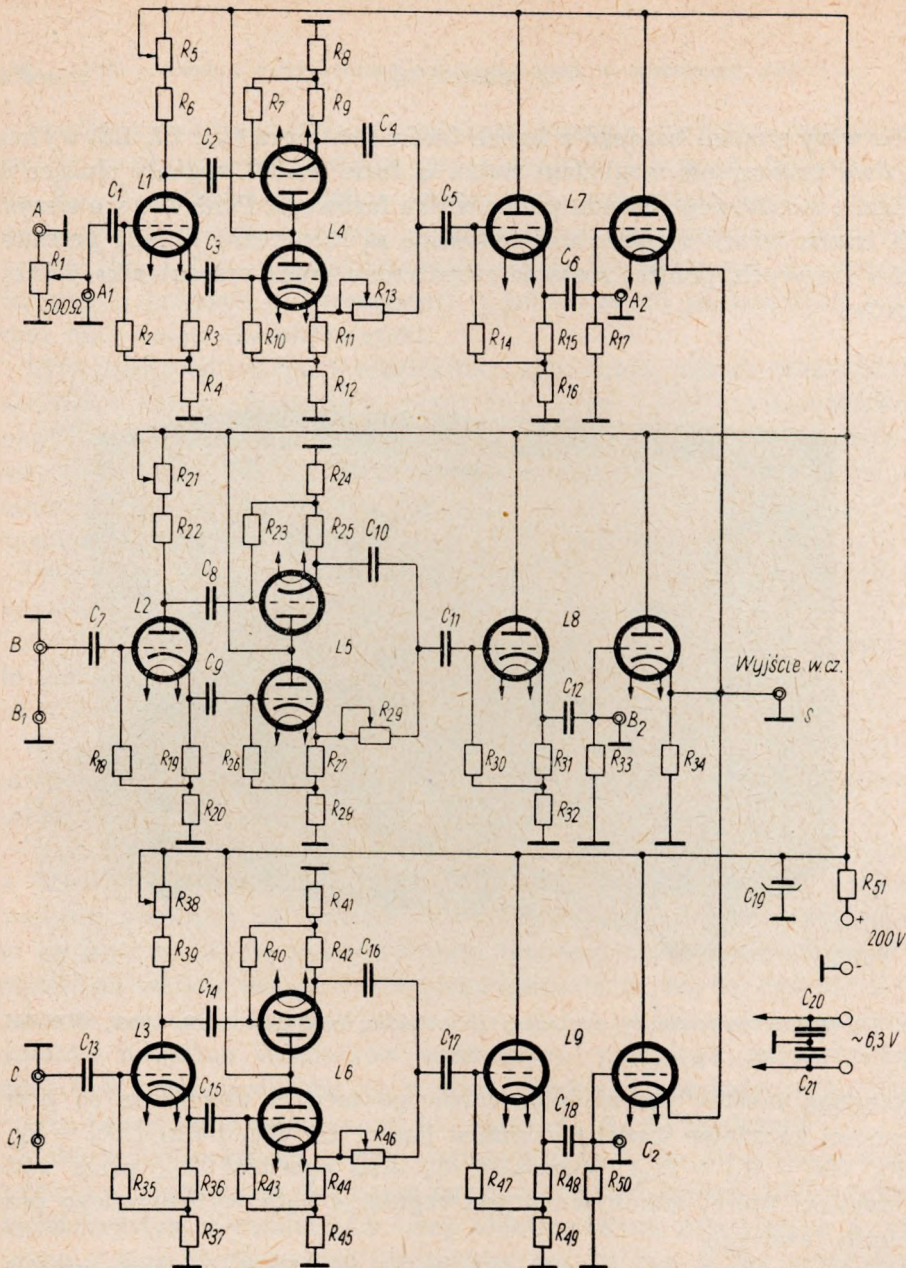 R5
R6
R7
R8
R9
C2
C4
L1
C1
A
R1
500Ω
A1
C3
L4
R13
C5
L7
C6
A2
R2
R3
R4
R10
R11
R12
R14
R15
R16
R17
R21
R22
R23
R24
R25
C10
C8
L2
C7
B
B1
C9
L5
R29
C11
L8
C12
B2
Wyjście w.cz.
S
R18
R19
R20
R26
R27
R28
R30
R31
R32
R33
R34
R38
R39
R40
R41
R42
C16
C14
L3
C13
C
C1
C15
L6
R46
C17
L9
C18
C2
R35
R36
R37
R43
R44
R45
R47
R48
R49
R50
C19
R51
+
200V
-
C20
~6,3V
C21